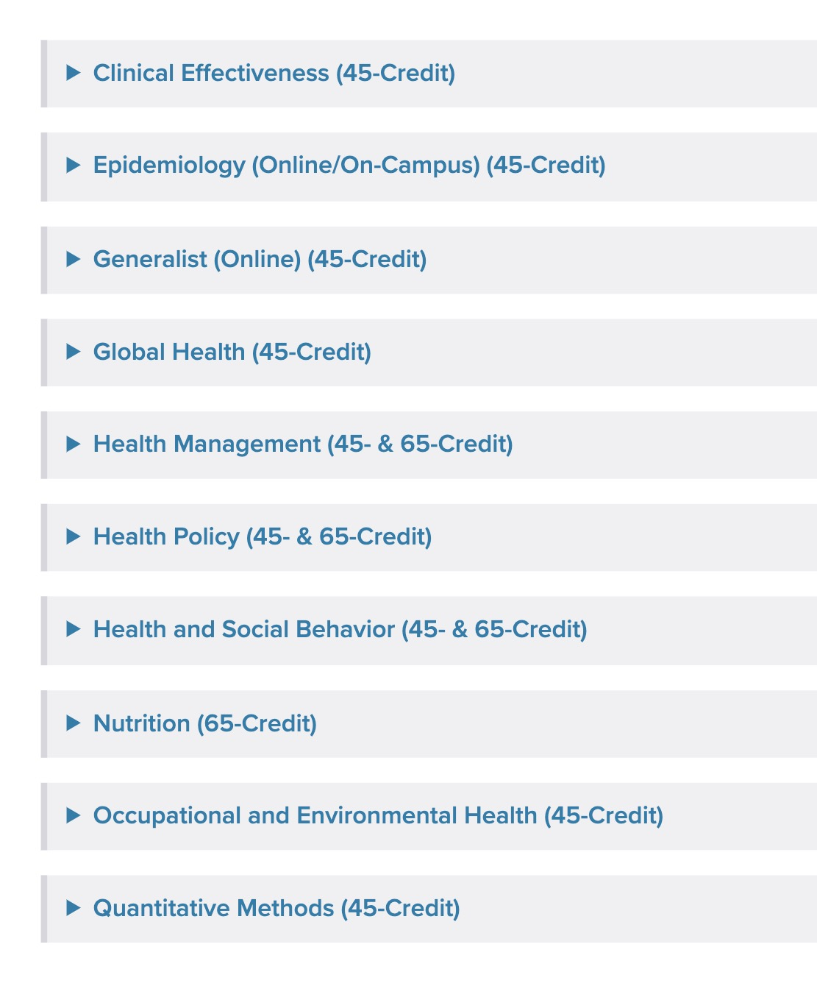 Clinical Effectiveness (45-Credit)
Epidemiology (Online/On-Campus) (45-Credit)
Generalist (Online) (45-Credit)
Global Health (45-Credit)
Health Management (45- & 65-Credit)
Health Policy (45- & 65-Credit)
Health and Social Behavior (45- & 65-Credit)
Nutrition (65-Credit)
Occupational and Environmental Health (45-Credit)
Quantitative Methods (45-Credit)